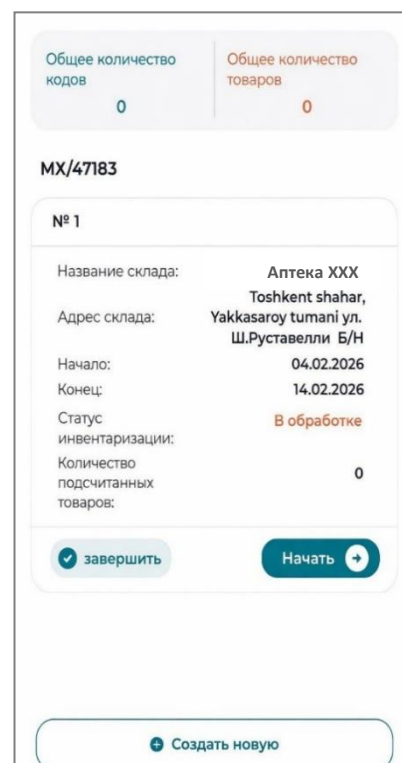 Общее количество кодов
0
Общее количество товаров
0
MX/47183
№ 1
Название склада: Аптека XXX
Адрес склада: Toshkent shahar, Yakkasaroy tumani ул. Ш.Руставелли Б/Н
Начало: 04.02.2026
Конец: 14.02.2026
Статус инвентаризации: В обработке
Количество подсчитанных товаров: 0
завершить
Начать
Создать новую